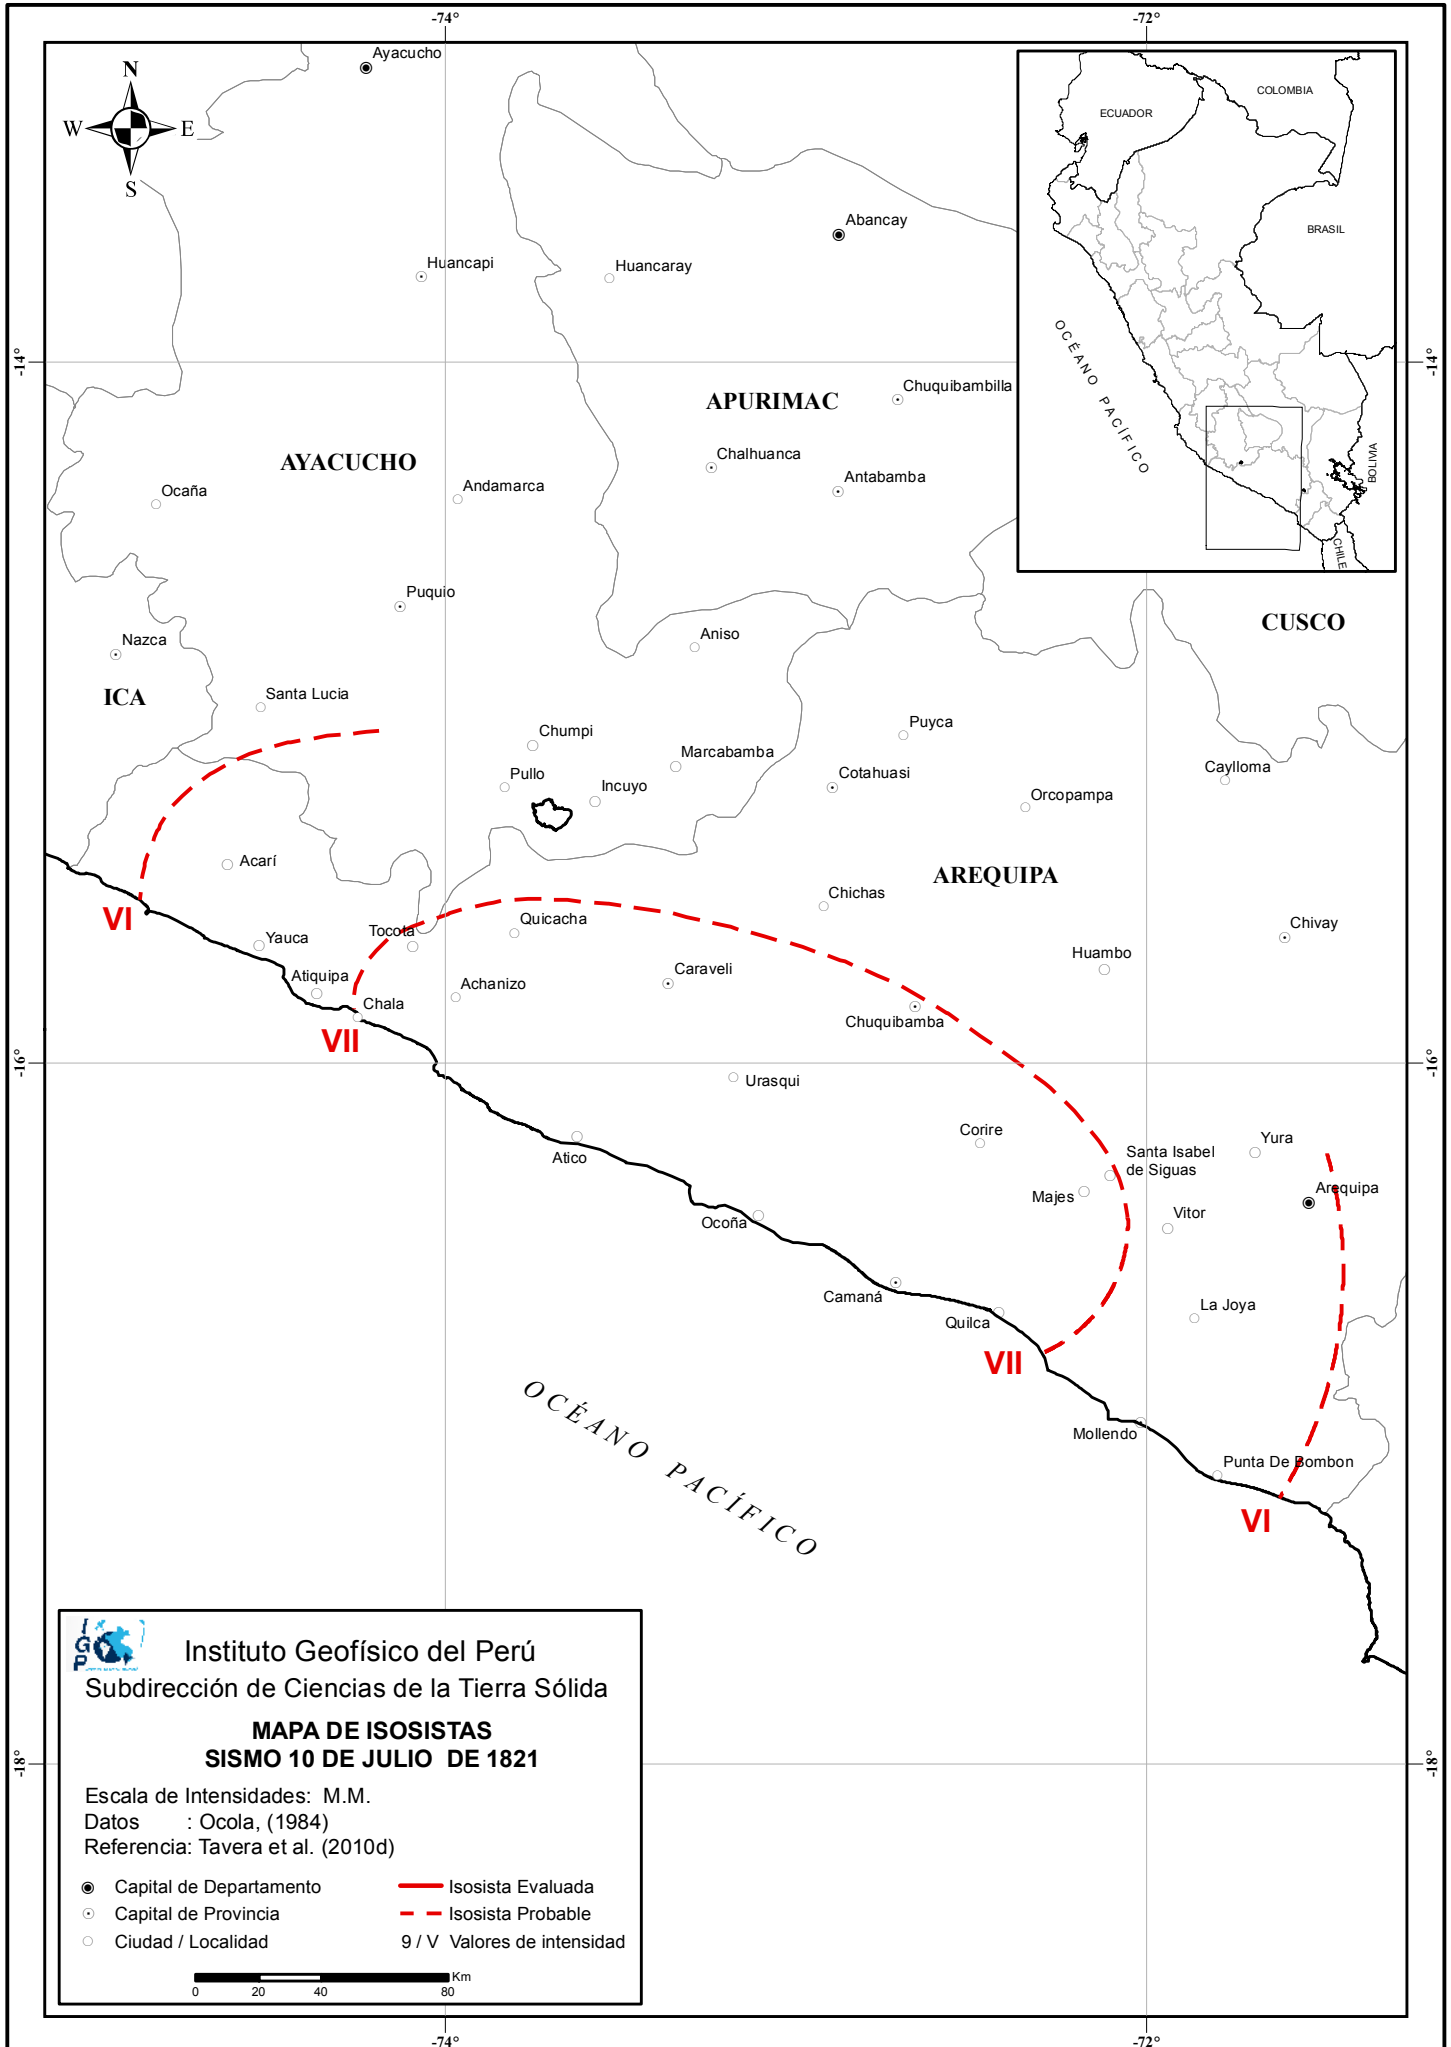 -74°
-72°
Ayacucho
N
W
E
S
COLOMBIA
ECUADOR
BRASIL
OCÉANO PACÍFICO
BOLIVIA
CHILE
Abancay
Huancapi
Huancaray
-14°
-14°
APURIMAC
Chuquibambilla
AYACUCHO
Chalhuanca
Antabamba
Ocaña
Andamarca
Puquio
CUSCO
Nazca
Aniso
ICA
Santa Lucia
Chumpi
Puyca
Marcabamba
Pullo
Incuyo
Cotahuasi
Caylloma
Orcopampa
Acarí
AREQUIPA
Chichas
VI
Quicacha
Chivay
Yauca
Tocota
Huambo
Atiquipa
Achanizo
Caraveli
Chala
Chuquibamba
VII
-16°
-16°
Urasqui
Corire
Yura
Atico
Santa Isabel
de Siguas
Majes
Arequipa
Ocoña
Vitor
Camaná
La Joya
Quilca
VII
OCÉANO PACÍFICO
Mollendo
Punta De Bombon
VI
IGP
Instituto Geofísico del Perú
Subdirección de Ciencias de la Tierra Sólida
MAPA DE ISOSISTAS
SISMO 10 DE JULIO DE 1821
-18°
-18°
Escala de Intensidades: M.M.
Datos : Ocola, (1984)
Referencia: Tavera et al. (2010d)
Capital de Departamento
Isosista Evaluada
Capital de Provincia
Isosista Probable
Ciudad / Localidad
9 / V Valores de intensidad
Km
0 20 40 80
-74°
-72°